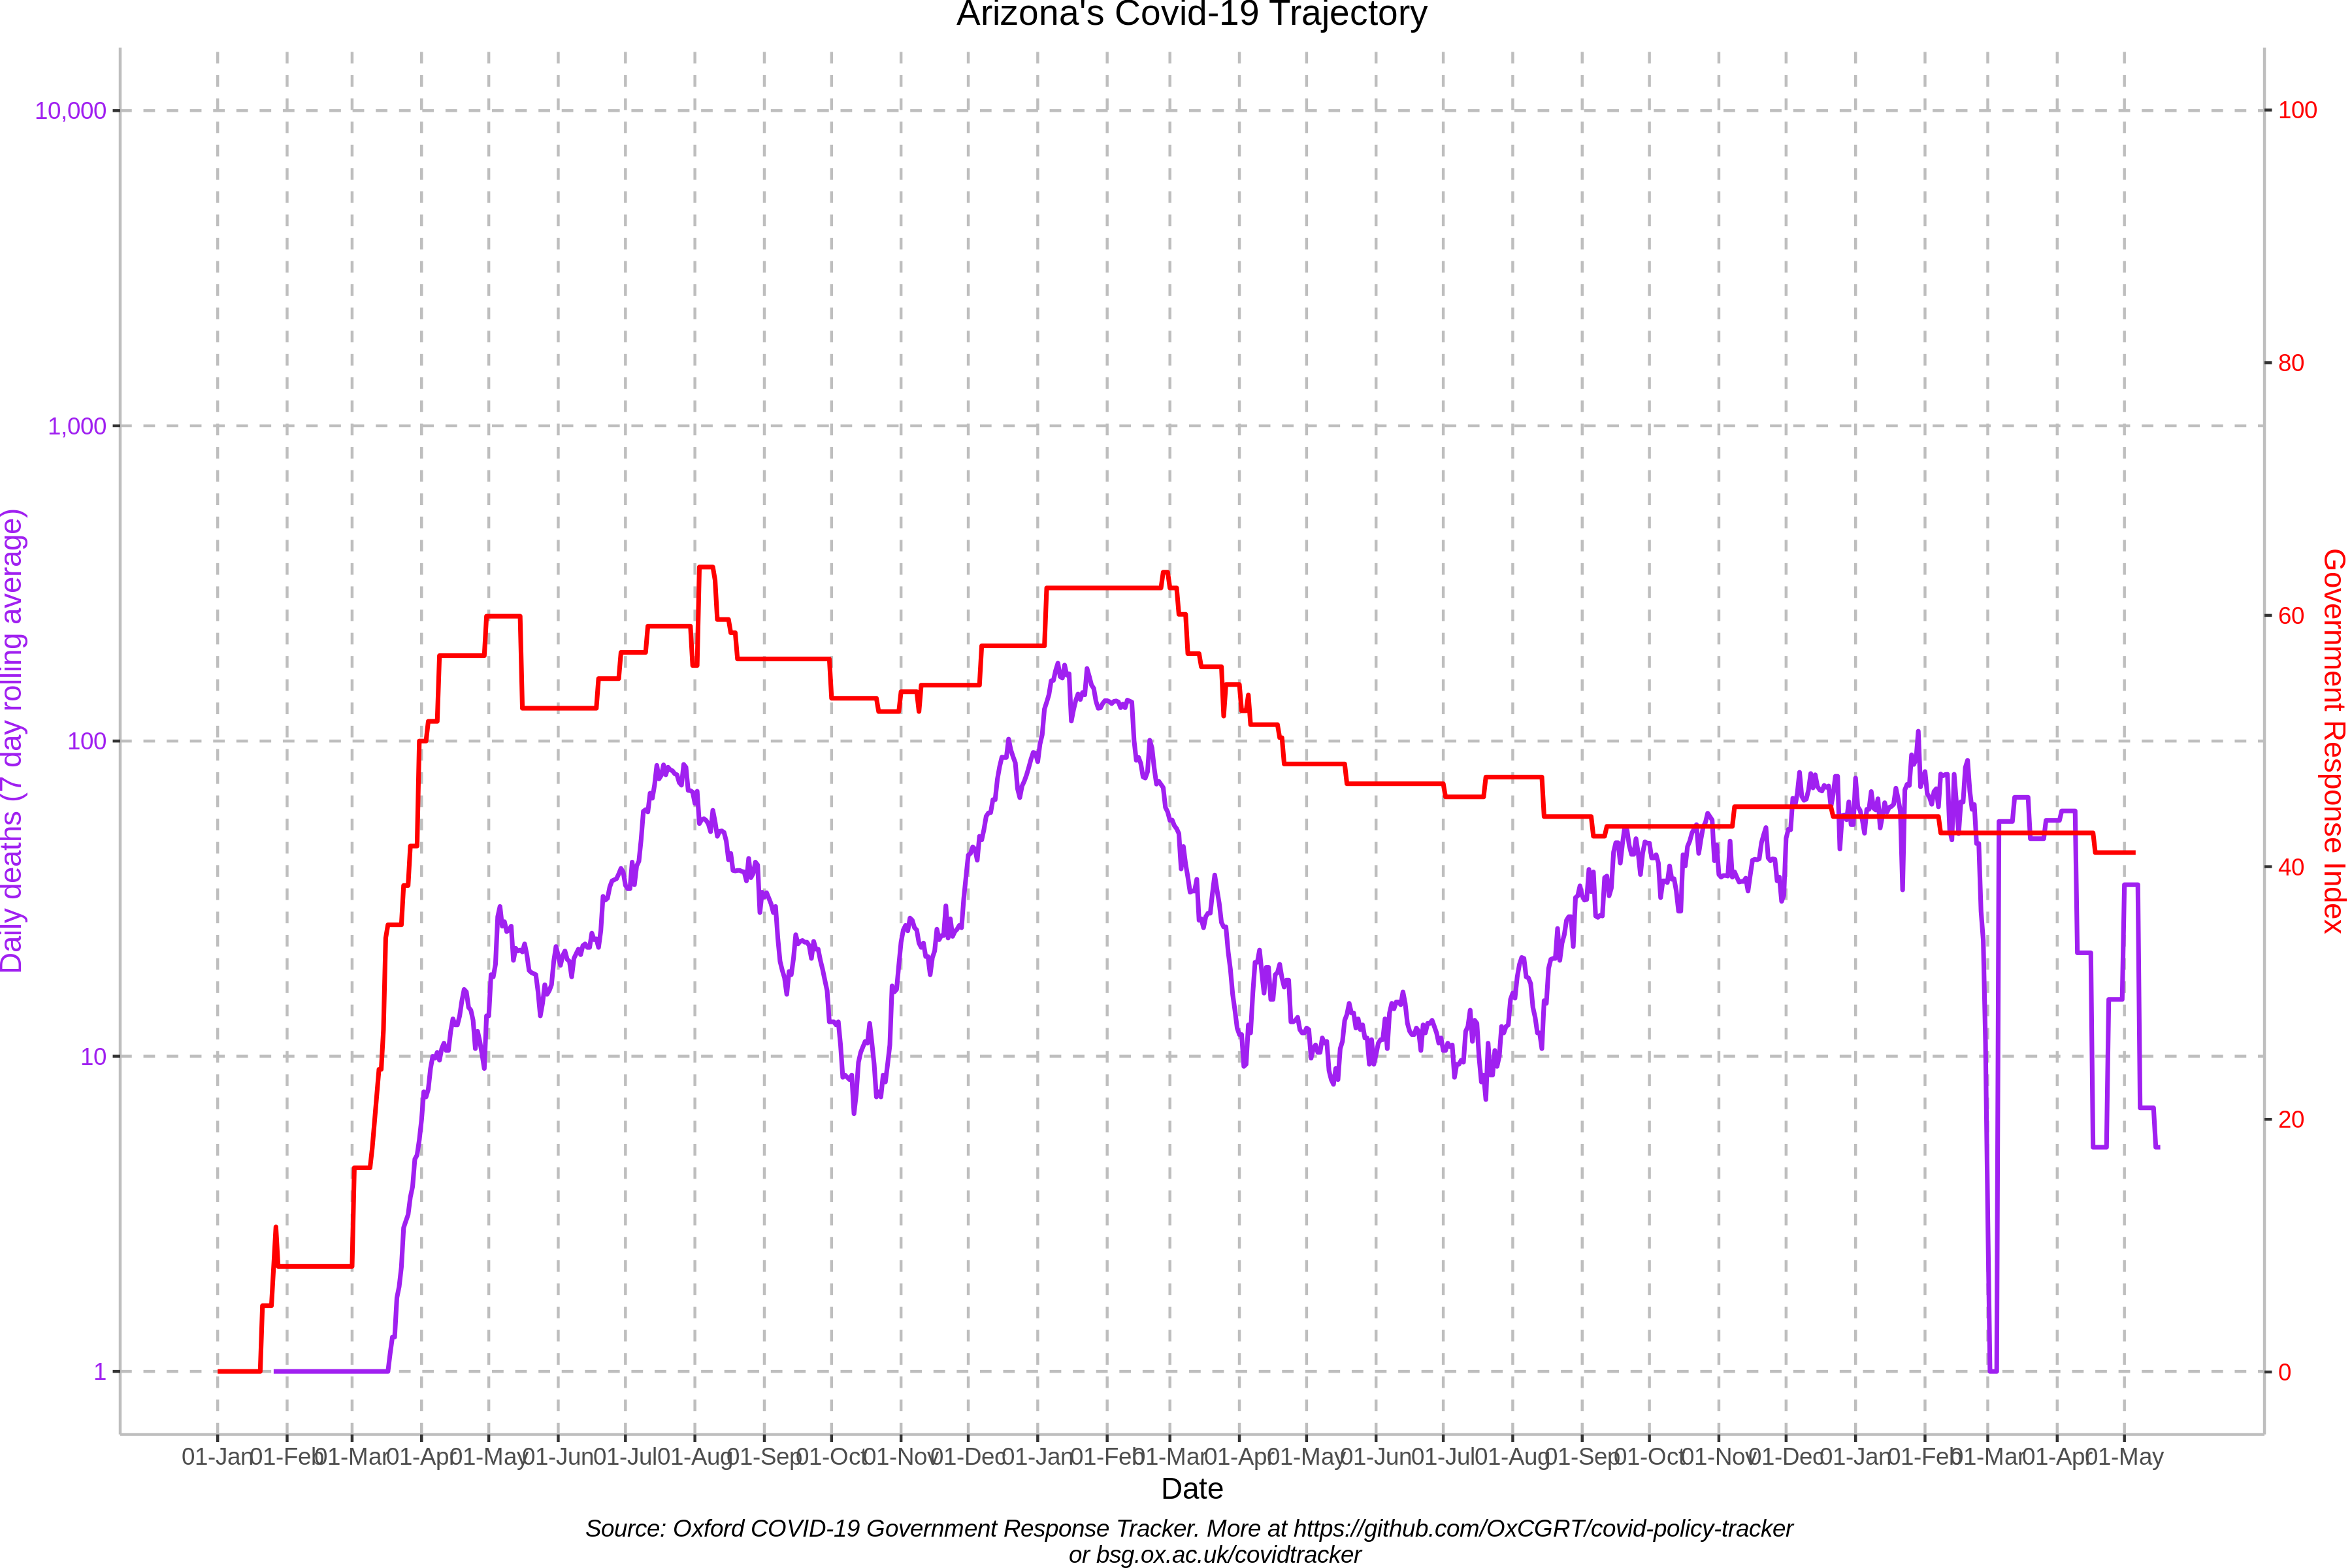 Arizona's Covid-19 Trajectory
10,000
1,000
100
10
1
Daily deaths (7 day rolling average)
100
80
60
40
20
0
Government Response Index
01-Jan 01-Feb 01-Mar 01-Apr 01-May 01-Jun 01-Jul 01-Aug 01-Sep 01-Oct 01-Nov 01-Dec 01-Jan 01-Feb 01-Mar 01-Apr 01-May 01-Jun 01-Jul 01-Aug 01-Sep 01-Oct 01-Nov 01-Dec 01-Jan 01-Feb 01-Mar 01-Apr 01-May
Date
Source: Oxford COVID-19 Government Response Tracker. More at https://github.com/OxCGRT/covid-policy-tracker
or bsg.ox.ac.uk/covidtracker